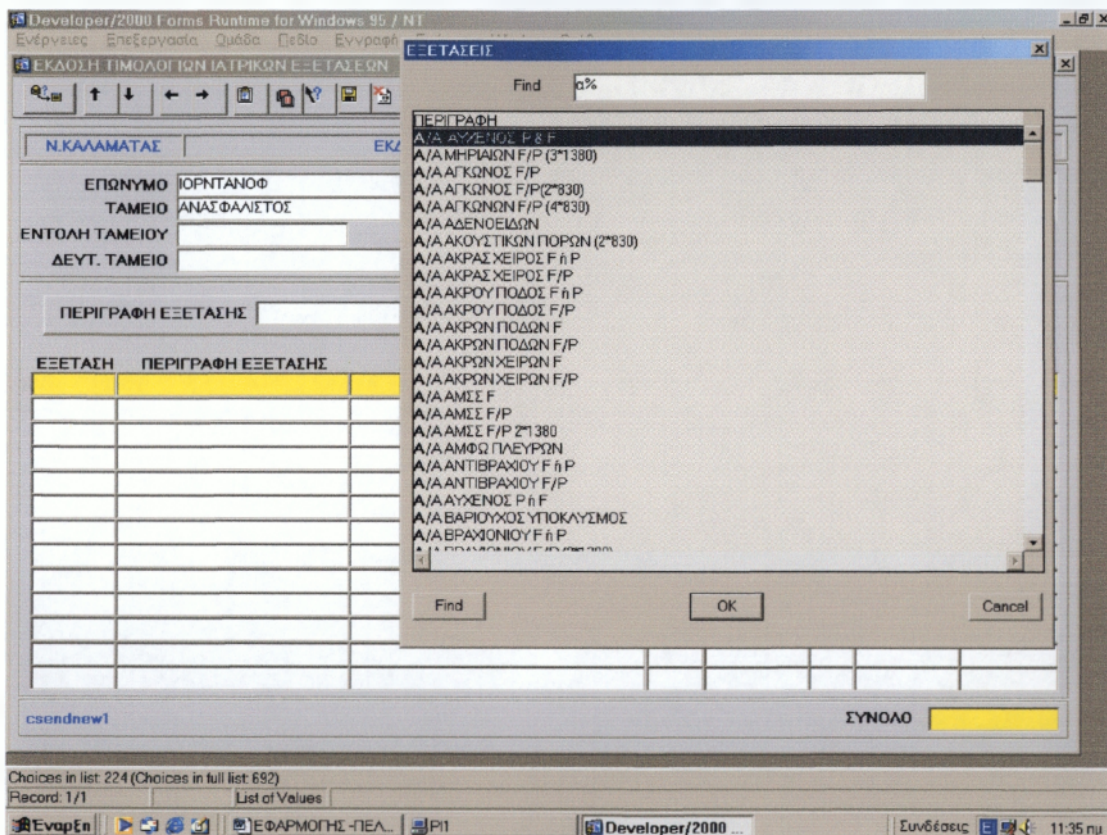 Developer/2000 Forms Runtime for Windows 95 / NT
Ενέργειες Επεξεργασία Ομάδα Πεδίο Εγγραφή
ΕΚΔΟΣΗ ΤΙΜΟΛΟΓΙΩΝ ΙΑΤΡΙΚΩΝ ΕΞΕΤΑΣΕΩΝ
Ν.ΚΑΛΑΜΑΤΑΣ ΕΚΔ
ΕΠΩΝΥΜΟ ΙΟΡΝΤΑΝΟΦ
ΤΑΜΕΙΟ ΑΝΑΣΦΑΛΙΣΤΟΣ
ΕΝΤΟΛΗ ΤΑΜΕΙΟΥ
ΔΕΥΤ. ΤΑΜΕΙΟ
ΠΕΡΙΓΡΑΦΗ ΕΞΕΤΑΣΗΣ
ΕΞΕΤΑΣΗ ΠΕΡΙΓΡΑΦΗ ΕΞΕΤΑΣΗΣ
ΕΞΕΤΑΣΕΙΣ
Find α%
ΠΕΡΙΓΡΑΦΗ
Α/Α ΑΥΧΕΝΟΣ P & F
Α/Α ΜΗΡΙΑΙΩΝ F/P (3*1380)
Α/Α ΑΓΚΩΝΟΣ F/P
Α/Α ΑΓΚΩΝΟΣ F/P(2*830)
Α/Α ΑΓΚΩΝΩΝ F/P (4*830)
Α/Α ΑΔΕΝΟΕΙΔΩΝ
Α/Α ΑΚΟΥΣΤΙΚΩΝ ΠΟΡΩΝ (2*830)
Α/Α ΑΚΡΑΣ ΧΕΙΡΟΣ F ή P
Α/Α ΑΚΡΑΣ ΧΕΙΡΟΣ F/P
Α/Α ΑΚΡΟΥ ΠΟΔΟΣ F ή P
Α/Α ΑΚΡΟΥ ΠΟΔΟΣ F/P
Α/Α ΑΚΡΩΝ ΠΟΔΩΝ F
Α/Α ΑΚΡΩΝ ΠΟΔΩΝ F/P
Α/Α ΑΚΡΩΝ ΧΕΙΡΩΝ F
Α/Α ΑΚΡΩΝ ΧΕΙΡΩΝ F/P
Α/Α ΑΜΣΣ F
Α/Α ΑΜΣΣ F/P
Α/Α ΑΜΣΣ F/P 2*1380
Α/Α ΑΜΦΩ ΠΛΕΥΡΩΝ
Α/Α ΑΝΤΙΒΡΑΧΙΟΥ F ή P
Α/Α ΑΝΤΙΒΡΑΧΙΟΥ F/P
Α/Α ΑΥΧΕΝΟΣ P ή F
Α/Α ΒΑΡΙΟΥΧΟΣ ΥΠΟΚΛΥΣΜΟΣ
Α/Α ΒΡΑΧΙΟΝΙΟΥ F ή P
Find OK Cancel
csendnew1 ΣΥΝΟΛΟ
Choices in list: 224 (Choices in full list: 692)
Record: 1/1 List of Values
Έναρξη ΕΦΑΡΜΟΓΗΣ -ΠΕΛ... PI1 Developer/2000 ... Συνδέσεις 11:35 πμ